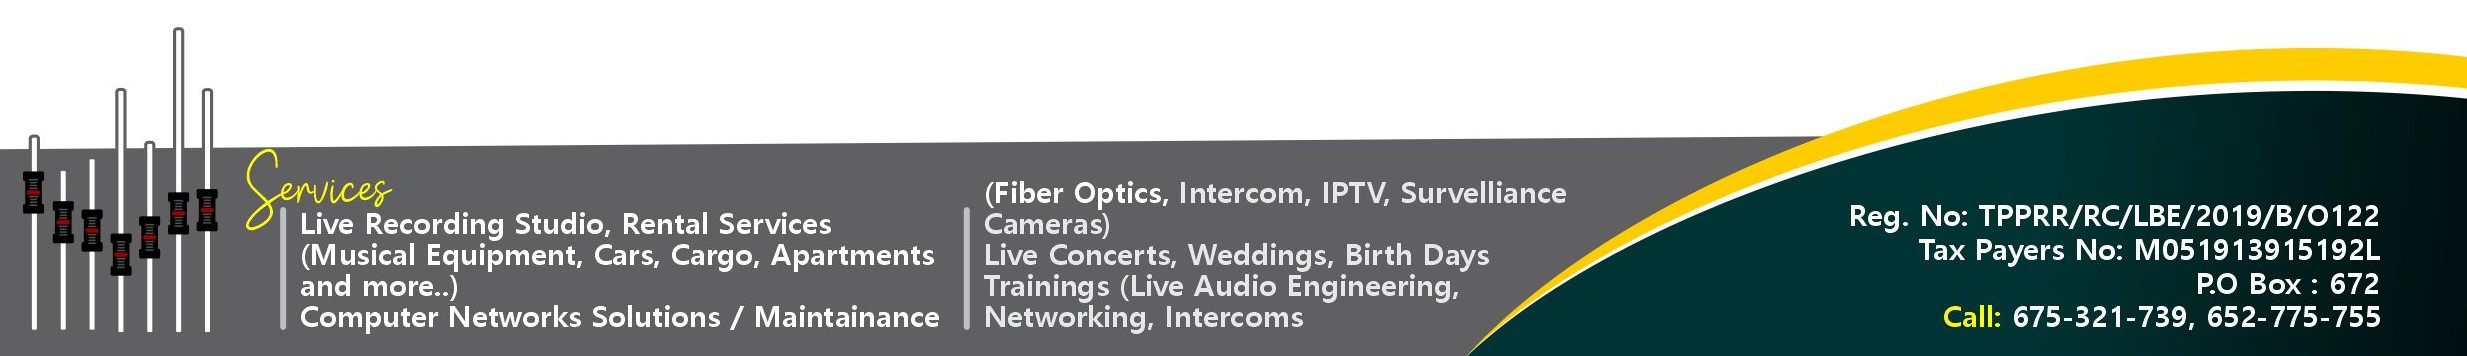 Services
Live Recording Studio, Rental Services
(Musical Equipment, Cars, Cargo, Apartments
and more..)
Computer Networks Solutions / Maintainance
(Fiber Optics, Intercom, IPTV, Survelliance
Cameras)
Live Concerts, Weddings, Birth Days
Trainings (Live Audio Engineering,
Networking, Intercoms
Reg. No: TPPRR/RC/LBE/2019/B/O122
Tax Payers No: M051913915192L
P.O Box : 672
Call: 675-321-739, 652-775-755